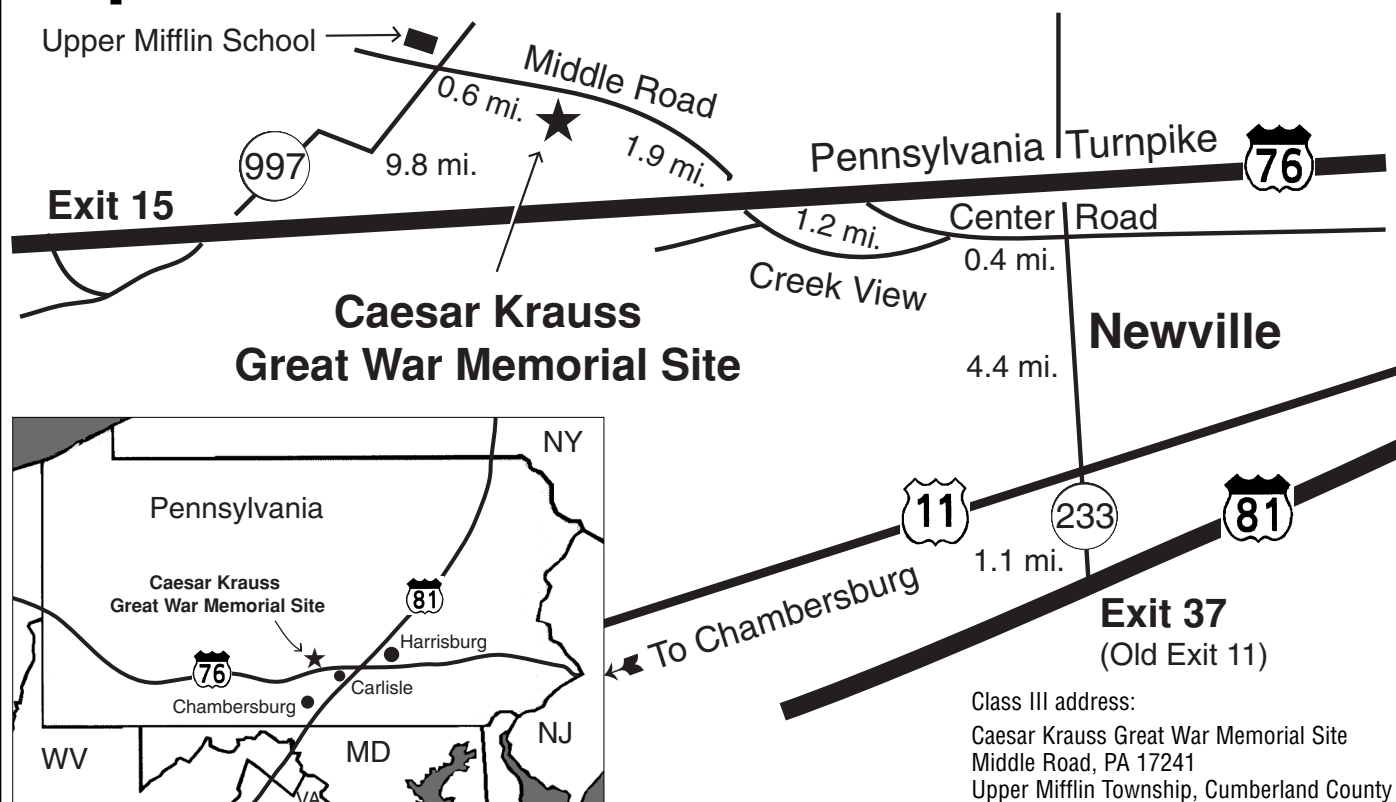 Upper Mifflin School
Middle Road
0.6 mi.
1.9 mi.
997
9.8 mi.
Pennsylvania Turnpike
76
Exit 15
1.2 mi.
Center Road
0.4 mi.
Creek View
Caesar Krauss
Great War Memorial Site
Newville
4.4 mi.
11
233
81
1.1 mi.
To Chambersburg
Exit 37
(Old Exit 11)
NY
Pennsylvania
Caesar Krauss
Great War Memorial Site
81
Harrisburg
76
Carlisle
Chambersburg
WV
MD
NJ
VA
Class III address:
Caesar Krauss Great War Memorial Site
Middle Road, PA 17241
Upper Mifflin Township, Cumberland County